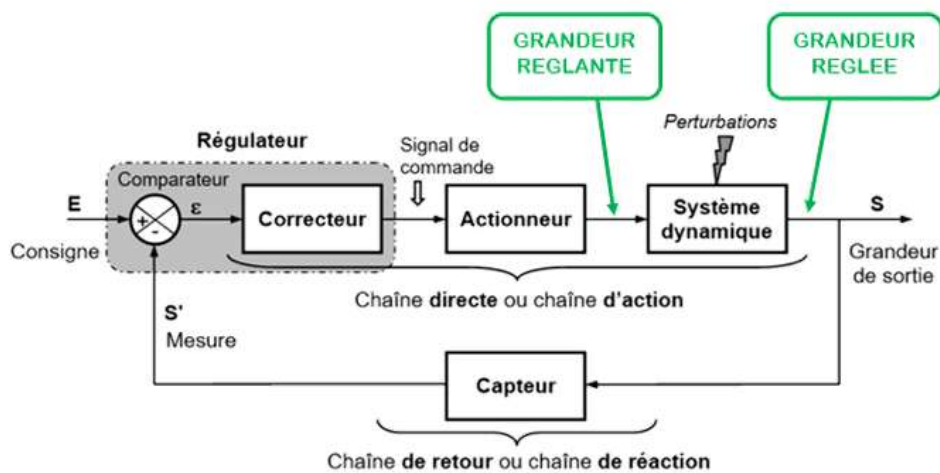 GRANDEUR
REGLANTE
GRANDEUR
REGLEE
Perturbations
Régulateur
Signal de
commande
Comparateur
E
+
-
ε
Correcteur
Actionneur
Système
dynamique
S
Consigne
Grandeur
de sortie
Chaîne directe ou chaîne d'action
S'
Mesure
Capteur
Chaîne de retour ou chaîne de réaction